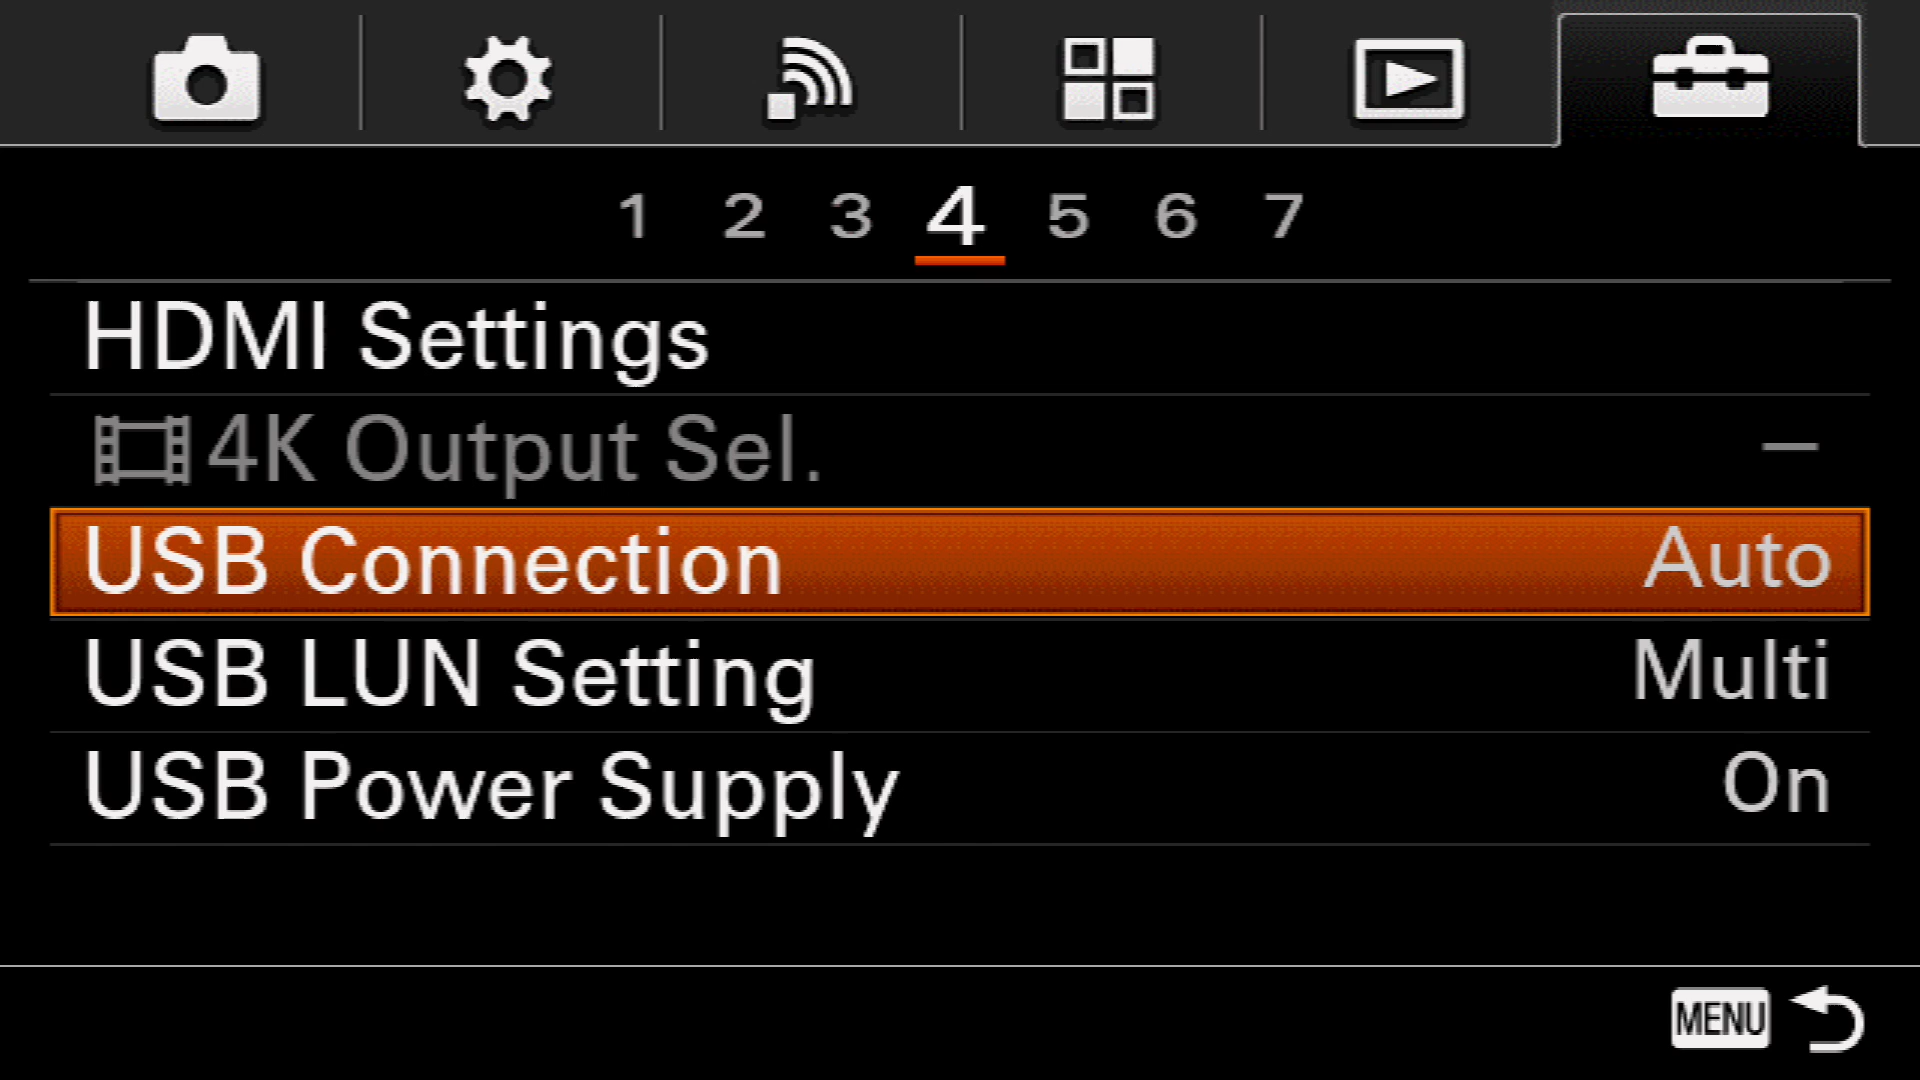 1 2 3 4 5 6 7
HDMI Settings
4K Output Sel. –
USB Connection Auto
USB LUN Setting Multi
USB Power Supply On
MENU